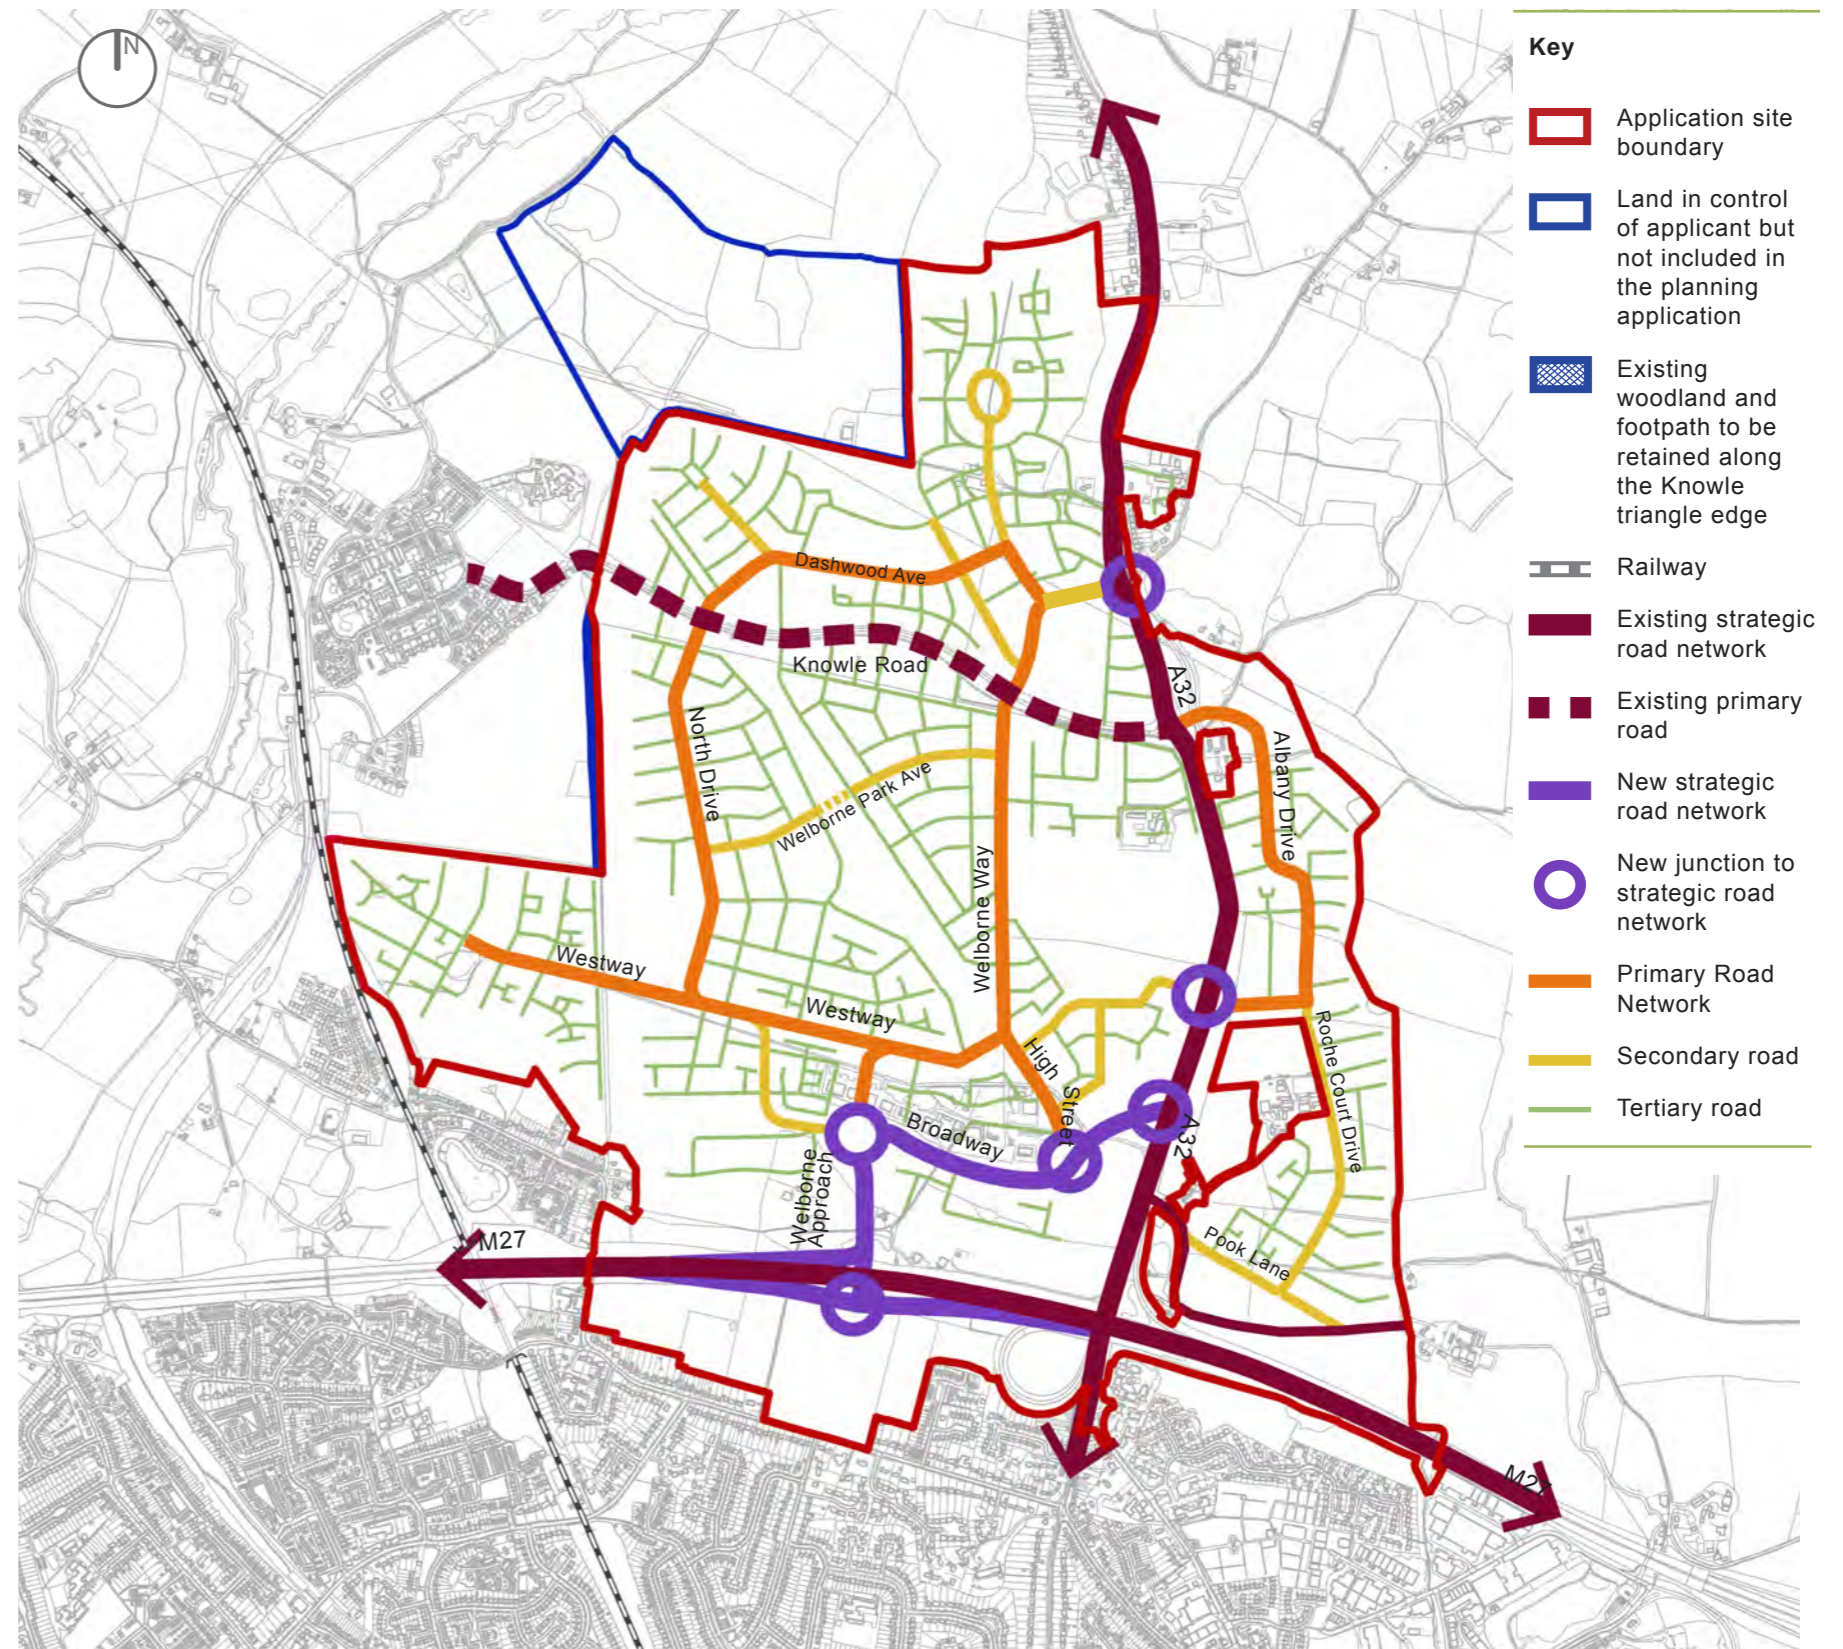 N
Key
Application site
boundary
Land in control
of applicant but
not included in
the planning
application
Existing
woodland and
footpath to be
retained along
the Knowle
triangle edge
Railway
Existing strategic
road network
Existing primary
road
New strategic
road network
New junction to
strategic road
network
Primary Road
Network
Secondary road
Tertiary road
Dashwood Ave
Knowle Road
A32
North Drive
Albany Drive
Welborne Park Ave
Welborne Way
Westway
Westway
High
Street
Roche Court Drive
Broadway
A32
Welborne
Approach
Pook Lane
M27
M27